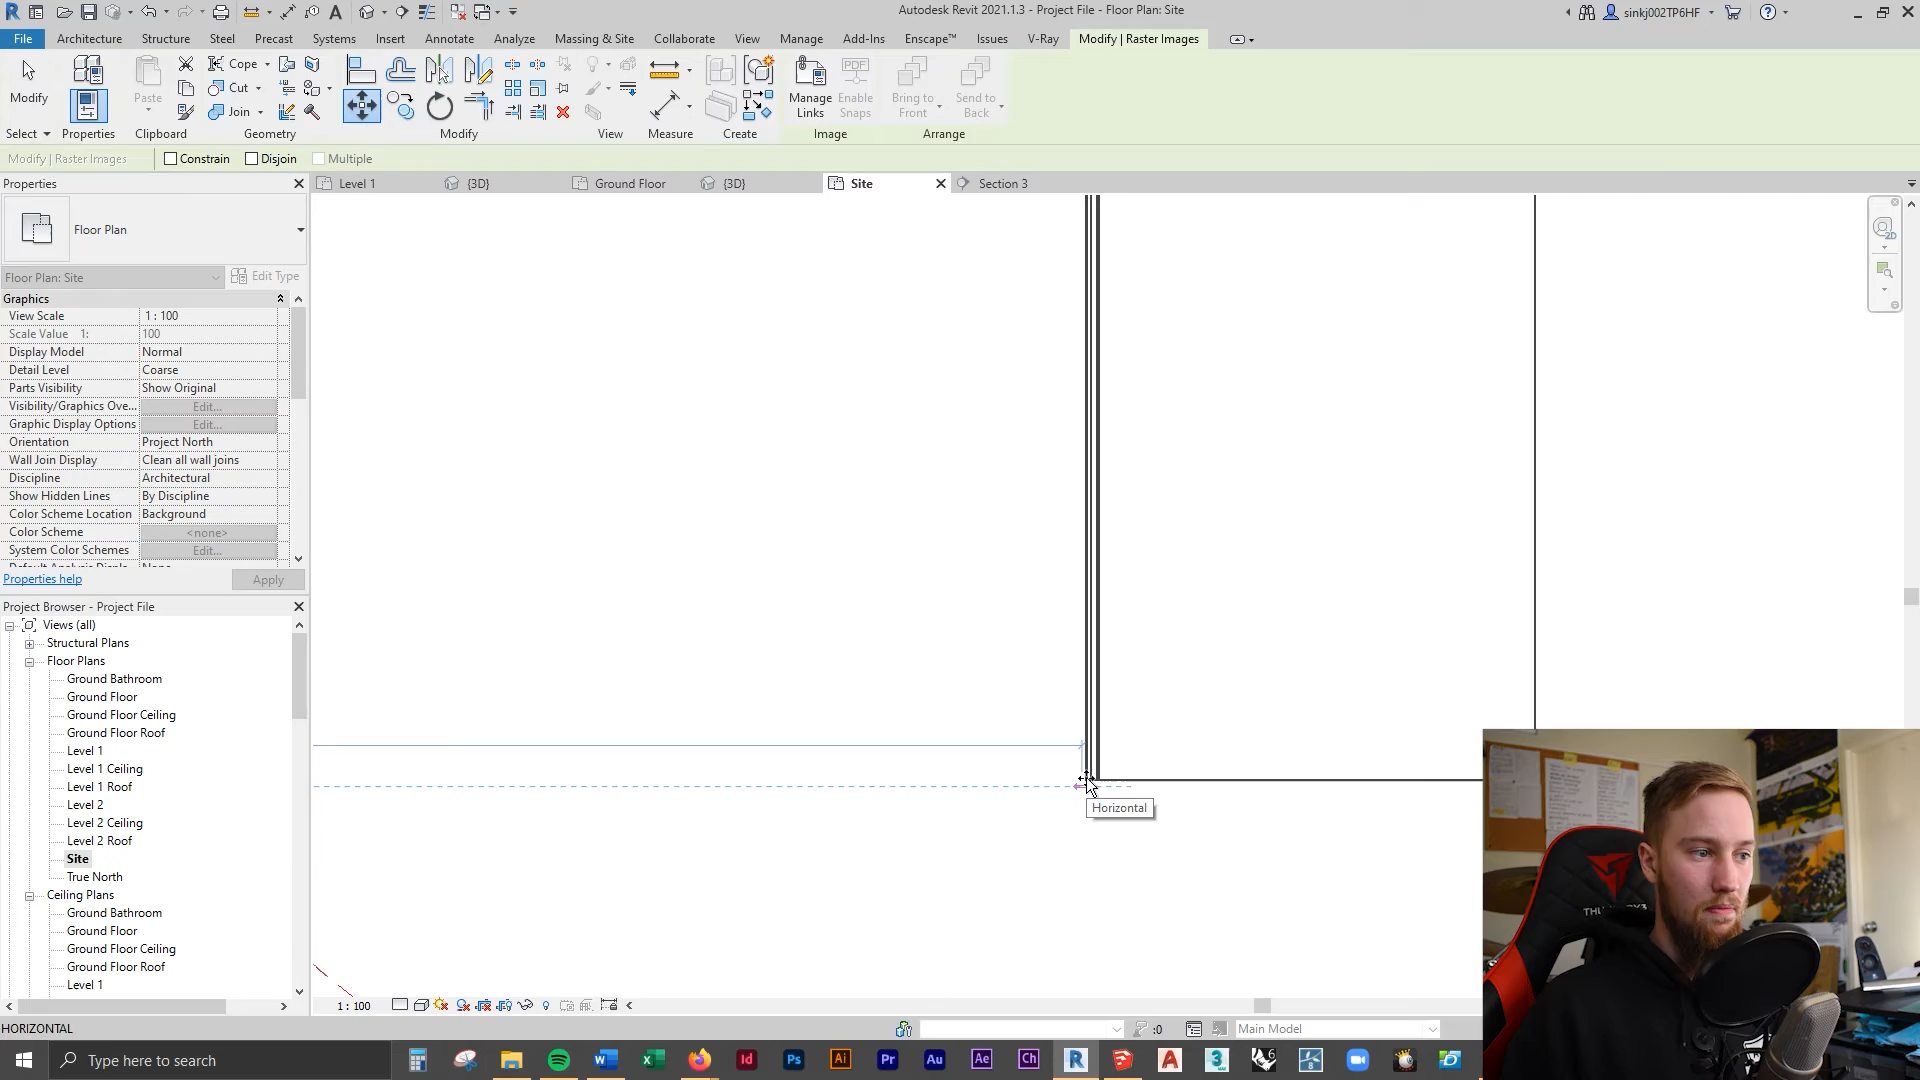 Autodesk Revit 2021.1.3 - Project File - Floor Plan: Site
sinkj002TP6HF
File Architecture Structure Steel Precast Systems Insert Annotate Analyze Massing & Site Collaborate View Manage Add-Ins Enscape™ Issues V-Ray Modify | Raster Images
Modify Paste Cope Cut Join Manage Links Enable Snaps Bring to Front Send to Back
PDF
Select Properties Clipboard Geometry Modify View Measure Create Image Arrange
Modify | Raster Images Constrain Disjoin Multiple
Properties
Level 1 {3D} Ground Floor {3D} Site Section 3
Floor Plan
Floor Plan: Site Edit Type
Graphics
View Scale 1 : 100
Scale Value 1: 100
Display Model Normal
Detail Level Coarse
Parts Visibility Show Original
Visibility/Graphics Ove... Edit...
Graphic Display Options Edit...
Orientation Project North
Wall Join Display Clean all wall joins
Discipline Architectural
Show Hidden Lines By Discipline
Color Scheme Location Background
Color Scheme <none>
System Color Schemes Edit...
Properties help Apply
Project Browser - Project File
Views (all)
Structural Plans
Floor Plans
Ground Bathroom
Ground Floor
Ground Floor Ceiling
Ground Floor Roof
Level 1
Level 1 Ceiling
Level 1 Roof
Level 2
Level 2 Ceiling
Level 2 Roof
Site
True North
Ceiling Plans
Ground Bathroom
Ground Floor
Ground Floor Ceiling
Ground Floor Roof
Level 1
2D
Horizontal
1 : 100
HORIZONTAL
:0
Main Model
Type here to search
Id Ps Ai Pr Au Ae Ch R A 3